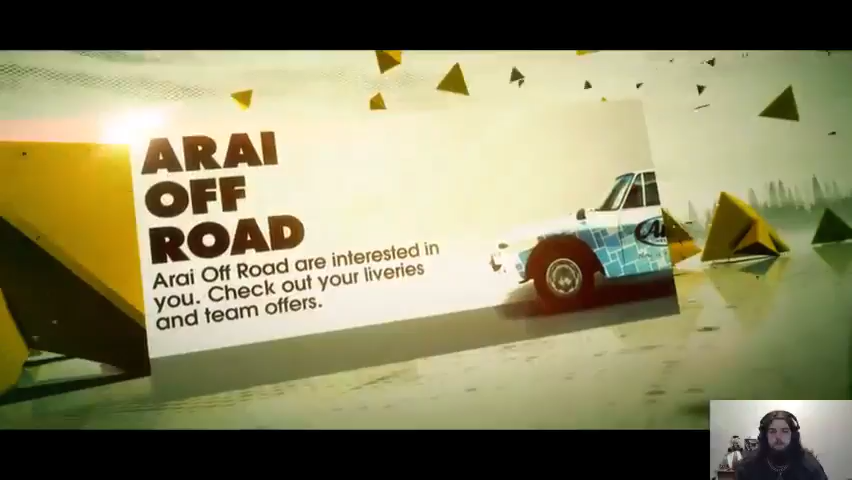 ARAI
OFF
ROAD
Arai Off Road are interested in
you. Check out your liveries
and team offers.